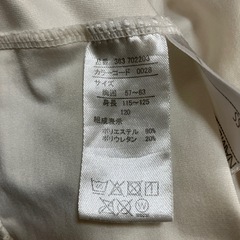 品番 363 702203
カラーコード 0028
サイズ
胸囲 57～63
身長 115～125
120
組成表示
ポリエステル 80%
ポリウレタン 20%